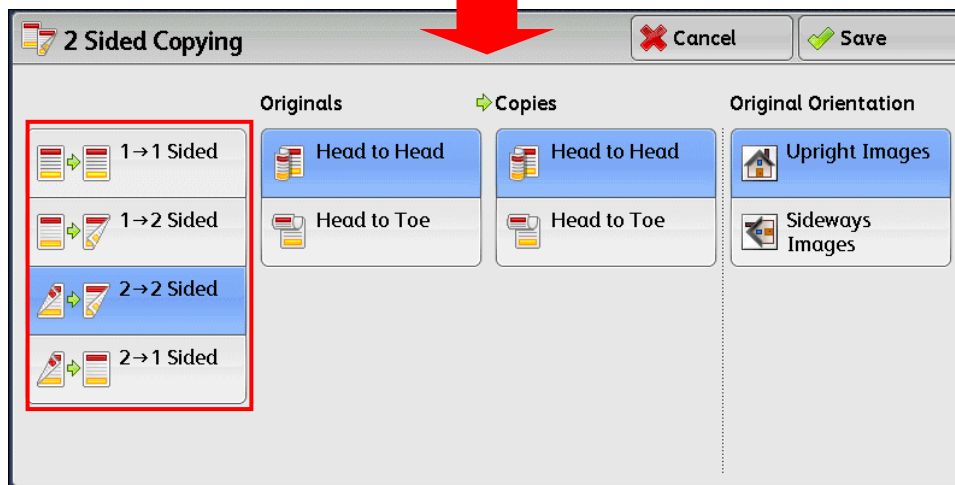 2 Sided Copying
Cancel
Save
Originals
Copies
Original Orientation
1→1 Sided
1→2 Sided
2→2 Sided
2→1 Sided
Head to Head
Head to Toe
Head to Head
Head to Toe
Upright Images
Sideways
Images